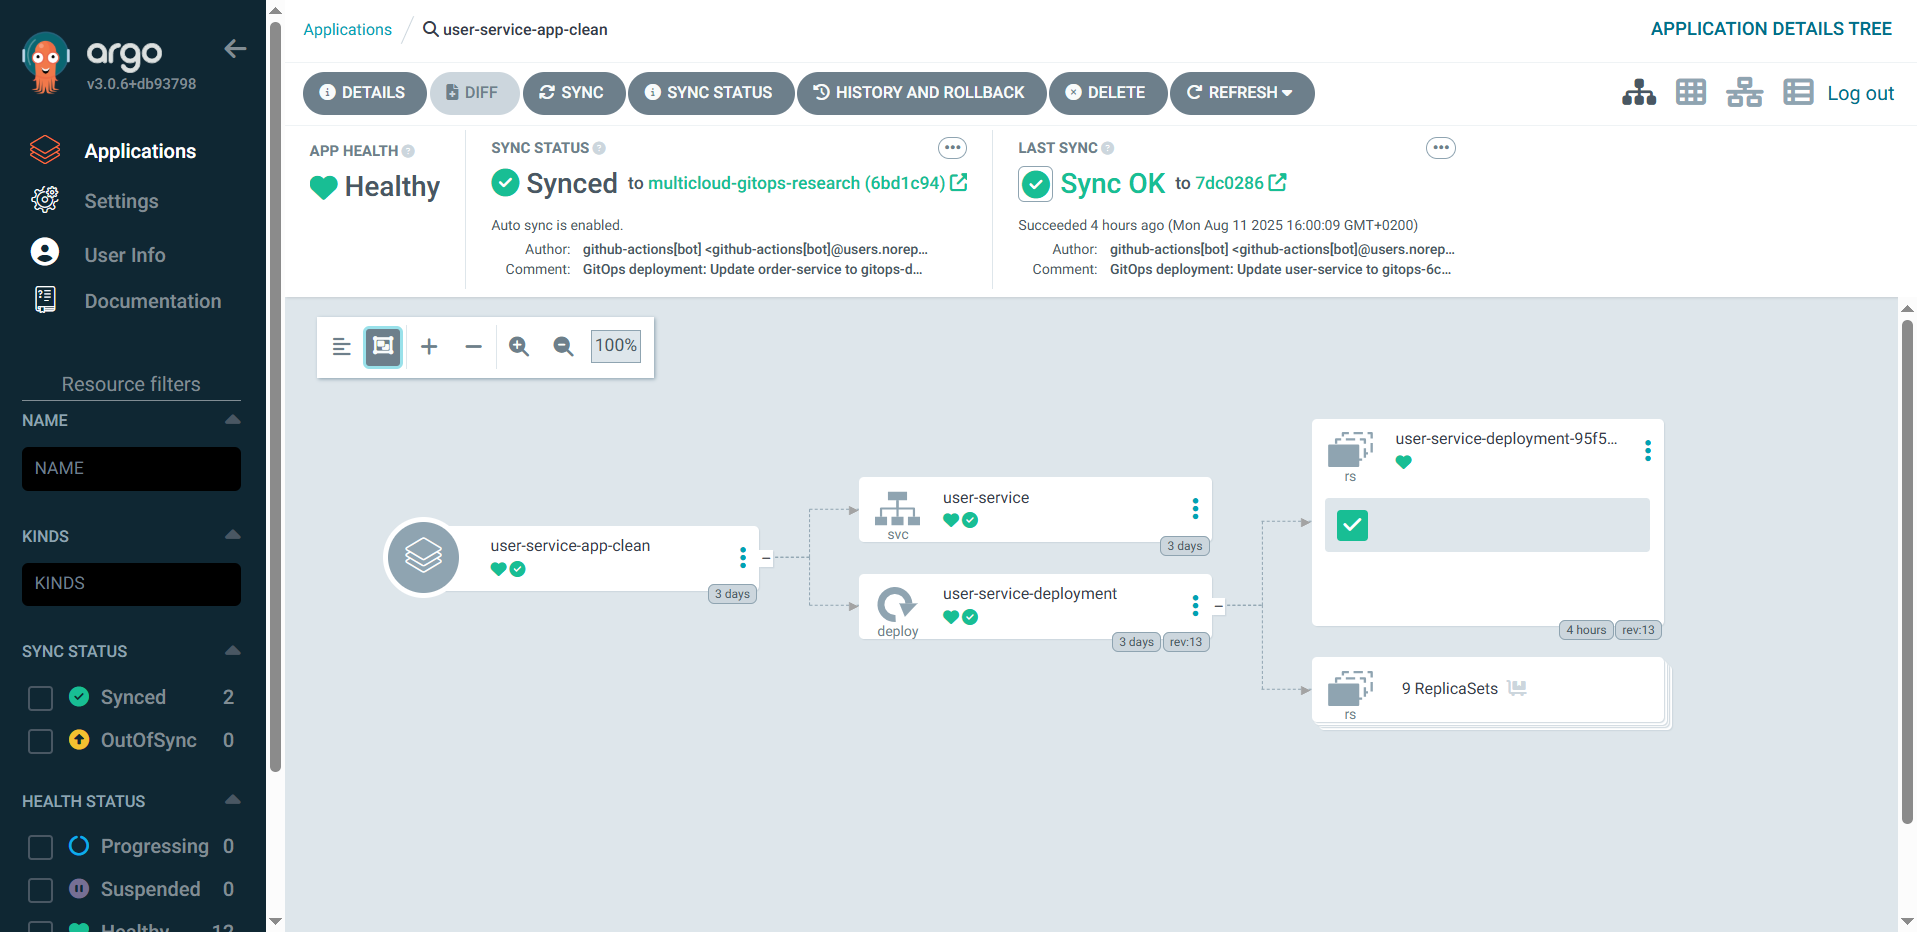 argo
v3.0.6+db93798
Applications
Settings
User Info
Documentation
Resource filters
NAME
NAME
KINDS
KINDS
SYNC STATUS
Synced 2
OutOfSync 0
HEALTH STATUS
Progressing 0
Suspended 0
Healthy 12
Applications / user-service-app-clean
APPLICATION DETAILS TREE
DETAILS
DIFF
SYNC
SYNC STATUS
HISTORY AND ROLLBACK
DELETE
REFRESH
Log out
APP HEALTH
Healthy
SYNC STATUS
Synced to multicloud-gitops-research (6bd1c94)
Auto sync is enabled.
Author: github-actions[bot] <github-actions[bot]@users.norep...
Comment: GitOps deployment: Update order-service to gitops-d...
LAST SYNC
Sync OK to 7dc0286
Succeeded 4 hours ago (Mon Aug 11 2025 16:00:09 GMT+0200)
Author: github-actions[bot] <github-actions[bot]@users.norep...
Comment: GitOps deployment: Update user-service to gitops-6c...
100%
user-service-app-clean
3 days
user-service
svc
3 days
user-service-deployment
deploy
3 days
rev:13
user-service-deployment-95f5...
rs
4 hours
rev:13
9 ReplicaSets
rs